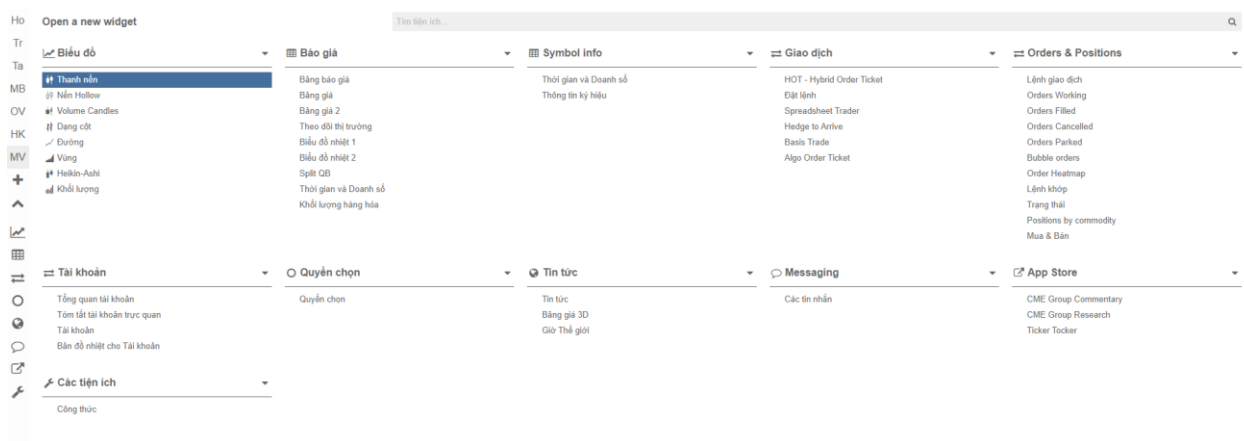 Ho
Tr
Ta
MB
OV
HK
MV
Open a new widget
Tìm tiện ích...
Biểu đồ
Thanh nến
Nến Hollow
Volume Candles
Dạng cột
Đường
Vùng
Heikin-Ashi
Khối lượng
Báo giá
Bảng báo giá
Bảng giá
Bảng giá 2
Theo dõi thị trường
Biểu đồ nhiệt 1
Biểu đồ nhiệt 2
Split QB
Thời gian và Doanh số
Khối lượng hàng hóa
Symbol info
Thời gian và Doanh số
Thông tin ký hiệu
Giao dịch
HOT - Hybrid Order Ticket
Đặt lệnh
Spreadsheet Trader
Hedge to Arrive
Basis Trade
Algo Order Ticket
Orders & Positions
Lệnh giao dịch
Orders Working
Orders Filled
Orders Cancelled
Orders Parked
Bubble orders
Order Heatmap
Lệnh khớp
Trạng thái
Positions by commodity
Mua & Bán
Tài khoản
Tổng quan tài khoản
Tóm tắt tài khoản trực quan
Tài khoản
Bản đồ nhiệt cho Tài khoản
Quyền chọn
Quyền chọn
Tin tức
Tin tức
Bảng giá 3D
Giờ Thế giới
Messaging
Các tin nhắn
App Store
CME Group Commentary
CME Group Research
Ticker Tocker
Các tiện ích
Công thức